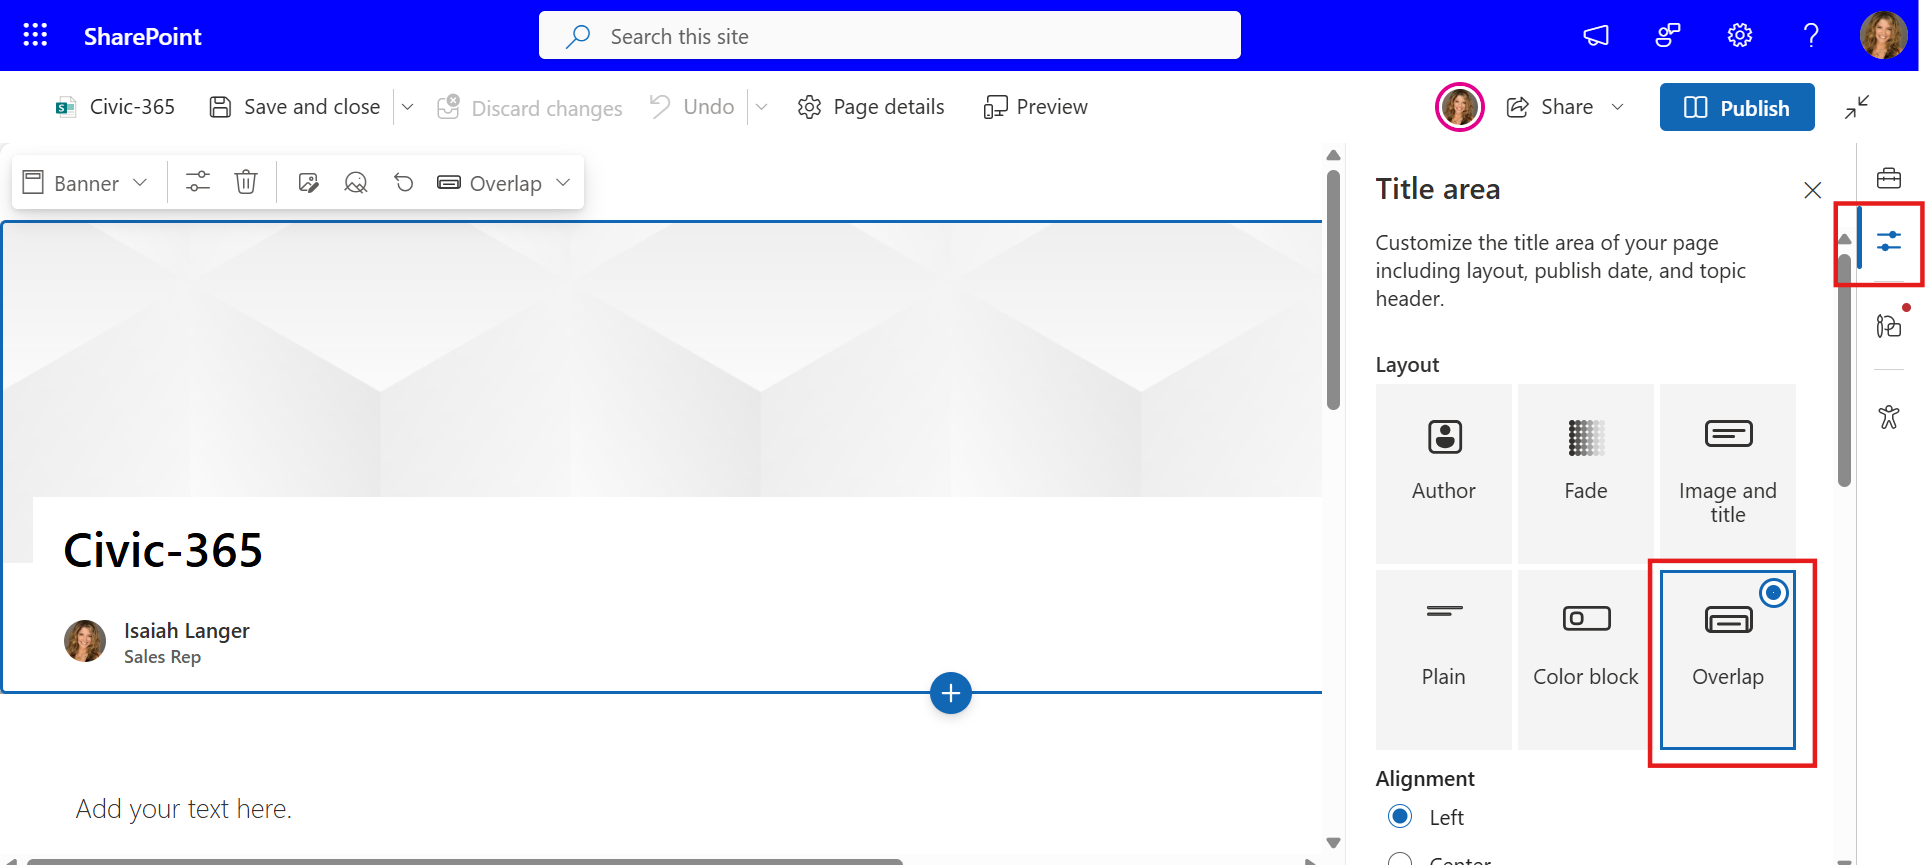 SharePoint
Search this site
Civic-365
Save and close
Discard changes
Undo
Page details
Preview
Share
Publish
Banner
Overlap
Civic-365
Isaiah Langer
Sales Rep
Add your text here.
Title area
Customize the title area of your page
including layout, publish date, and topic
header.
Layout
Author
Fade
Image and
title
Plain
Color block
Overlap
Alignment
Left
Center